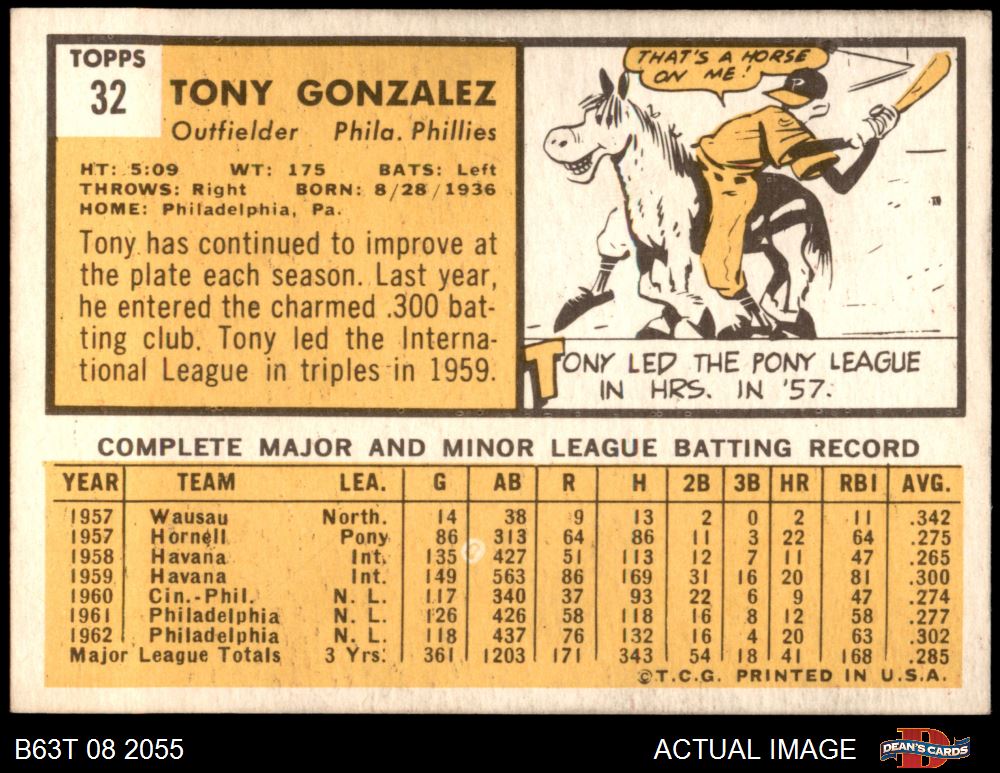 TOPPS
32
TONY GONZALEZ
Outfielder Phila. Phillies
HT: 5:09 WT: 175 BATS: Left
THROWS: Right BORN: 8/28/1936
HOME: Philadelphia, Pa.
Tony has continued to improve at
the plate each season. Last year,
he entered the charmed .300 bat-
ting club. Tony led the Interna-
tional League in triples in 1959.
THAT'S A HORSE
ON ME!
P
TONY LED THE PONY LEAGUE
IN HRS. IN '57.
COMPLETE MAJOR AND MINOR LEAGUE BATTING RECORD
YEAR TEAM LEA. G AB R H 2B 3B HR RBI AVG.
1957 Wausau North. 14 38 9 13 2 0 2 11 .342
1957 Hornell Pony 86 313 64 86 11 3 22 64 .275
1958 Havana Int. 135 427 51 113 12 7 11 47 .265
1959 Havana Int. 149 563 86 169 31 16 20 81 .300
1960 Cin.-Phil. N. L. 117 340 37 93 22 6 9 47 .274
1961 Philadelphia N. L. 126 426 58 118 16 8 12 58 .277
1962 Philadelphia N. L. 118 437 76 132 16 4 20 63 .302
Major League Totals 3 Yrs. 361 1203 171 343 54 18 41 168 .285
©T.C.G. PRINTED IN U.S.A.
B63T 08 2055 ACTUAL IMAGE DEAN'S CARDS